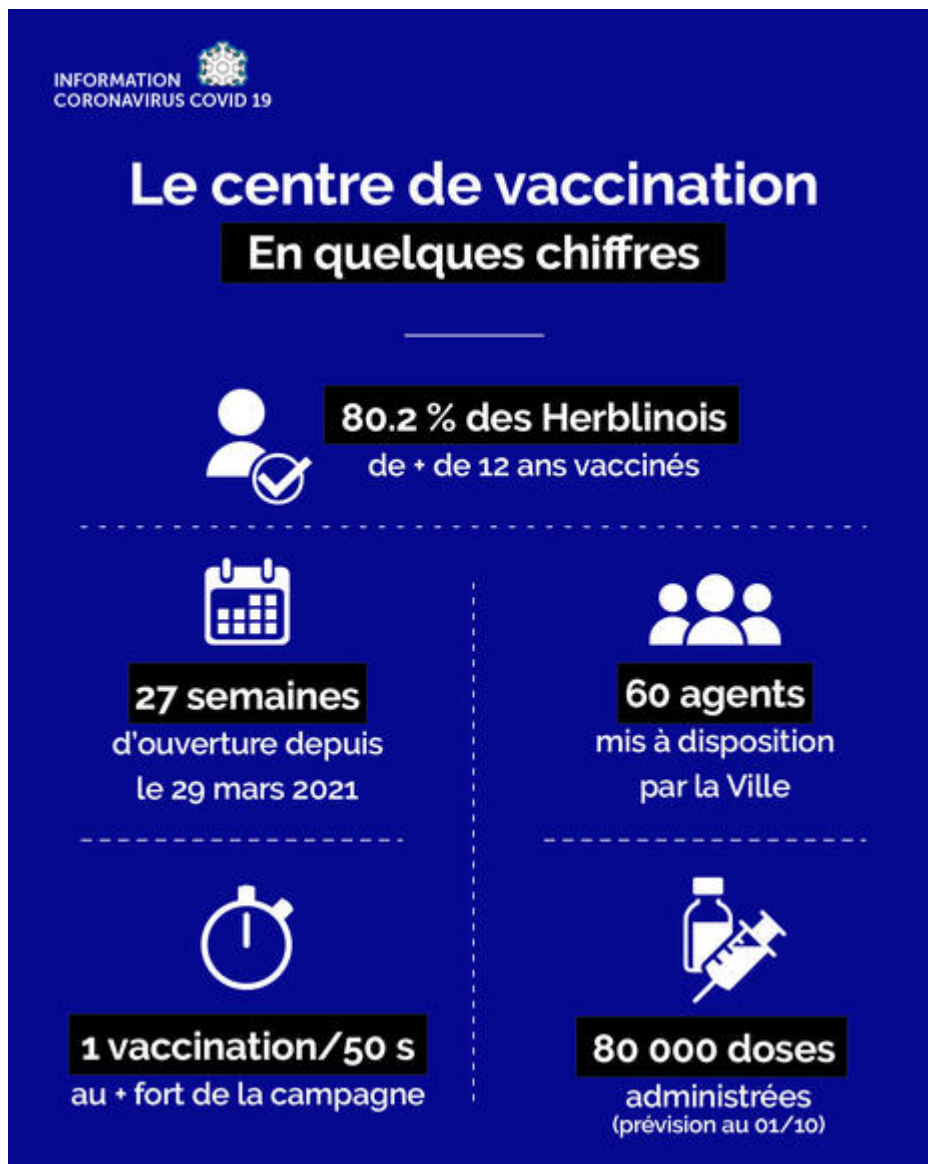 INFORMATION
CORONAVIRUS COVID 19
Le centre de vaccination
En quelques chiffres
80.2 % des Herblinois
de + de 12 ans vaccinés
27 semaines
d'ouverture depuis
le 29 mars 2021
60 agents
mis à disposition
par la Ville
1 vaccination/50 s
au + fort de la campagne
80 000 doses
administrées
(prévision au 01/10)